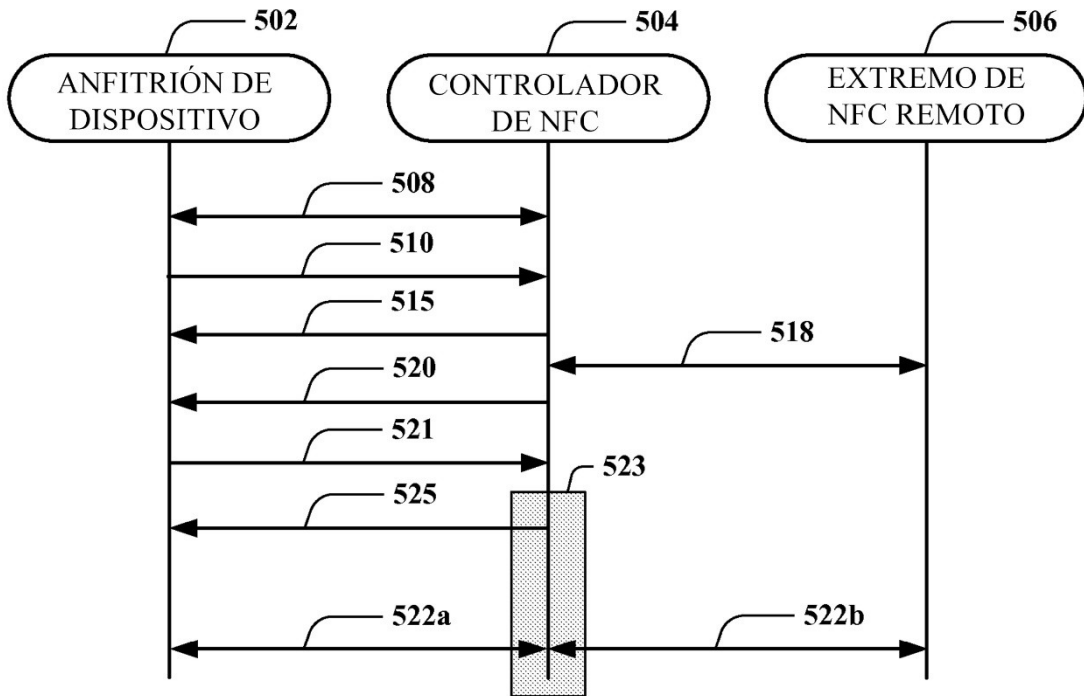 502
504
506
ANFITRIÓN DE
DISPOSITIVO
CONTROLADOR
DE NFC
EXTREMO DE
NFC REMOTO
508
510
515
518
520
521
523
525
522a
522b